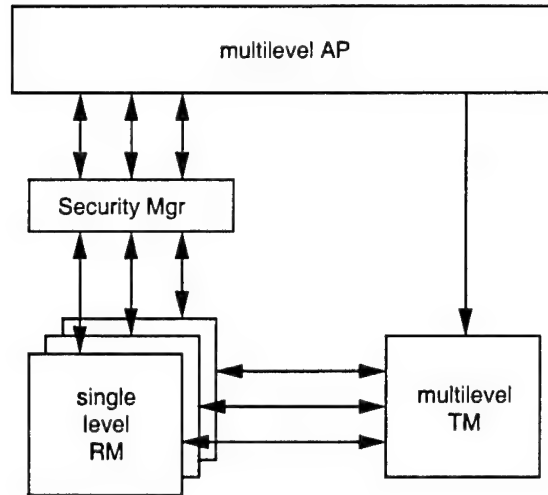 multilevel AP
Security Mgr
single
level
RM
multilevel
TM